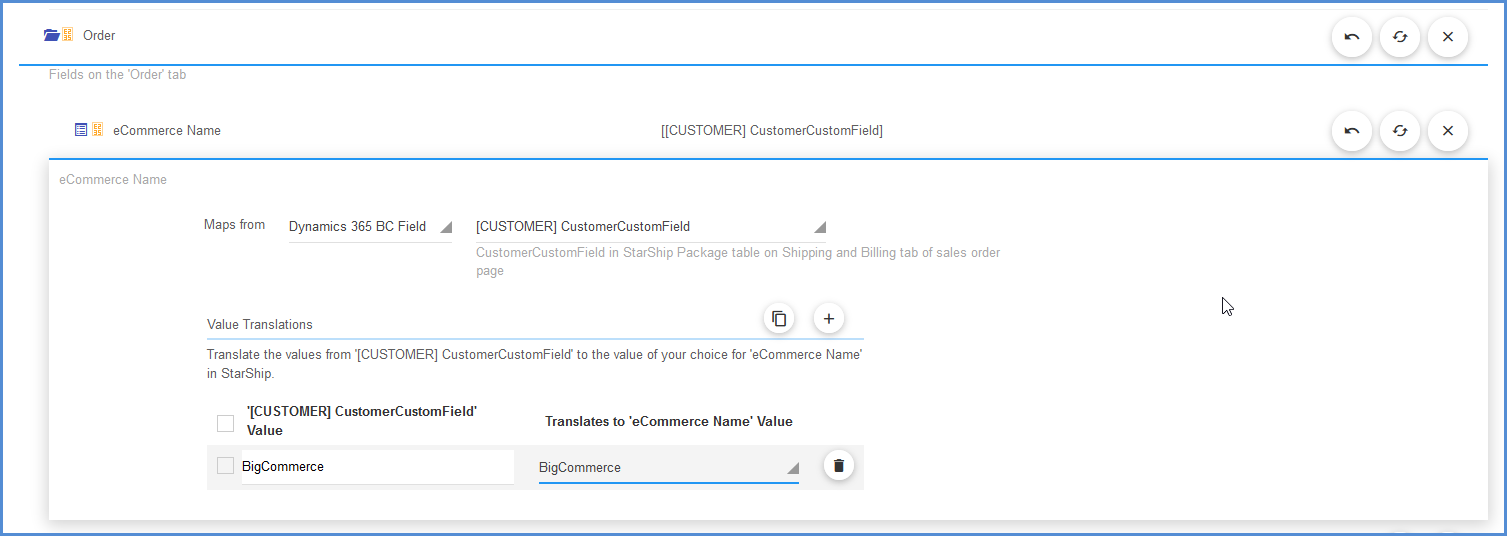 Order
Fields on the 'Order' tab
eCommerce Name
[[CUSTOMER] CustomerCustomField]
eCommerce Name
Maps from
Dynamics 365 BC Field
[CUSTOMER] CustomerCustomField
CustomerCustomField in StarShip Package table on Shipping and Billing tab of sales order
page
Value Translations
Translate the values from '[CUSTOMER] CustomerCustomField' to the value of your choice for 'eCommerce Name'
in StarShip.
'[CUSTOMER] CustomerCustomField'
Value
Translates to 'eCommerce Name' Value
BigCommerce
BigCommerce